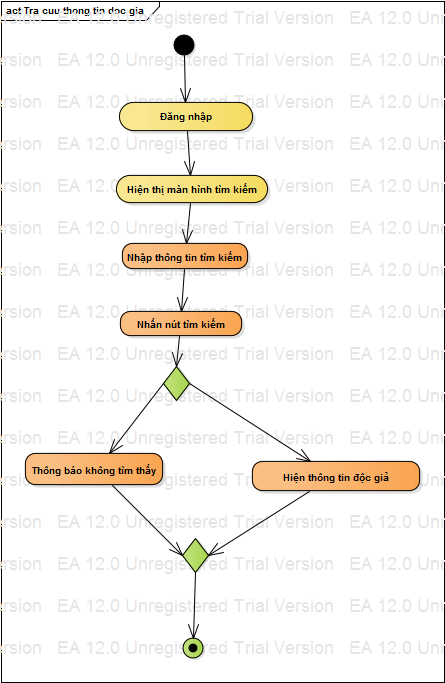 act Tra cuu thong tin doc gia
EA 12.0 Unregistered Trial Version
Đăng nhập
Hiện thị màn hình tìm kiếm
Nhập thông tin tìm kiếm
Nhấn nút tìm kiếm
Thông báo không tìm thấy
Hiện thông tin độc giả